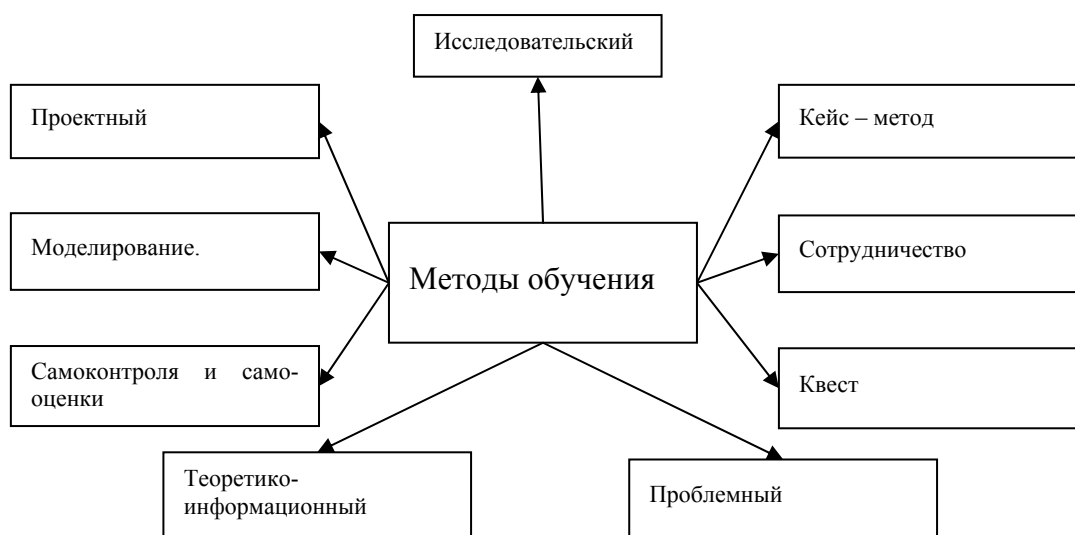 Исследовательский
Проектный
Кейс – метод
Моделирование.
Методы обучения
Сотрудничество
Самоконтроля и само-
оценки
Квест
Теоретико-
информационный
Проблемный